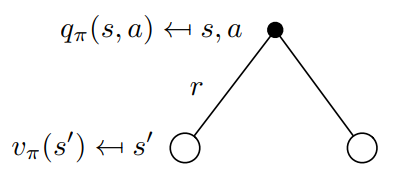 qπ(s, a) ↤ s, a
r
vπ(s′) ↤ s′